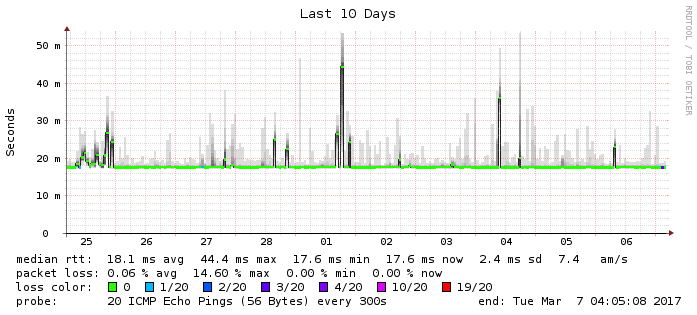 Last 10 Days
RRDTOOL / TOBI OETIKER
Seconds
50 m
40 m
30 m
20 m
10 m
0
25 26 27 28 01 02 03 04 05 06
median rtt: 18.1 ms avg 44.4 ms max 17.6 ms min 17.6 ms now 2.4 ms sd 7.4 am/s
packet loss: 0.06 % avg 14.60 % max 0.00 % min 0.00 % now
loss color: 0 1/20 2/20 3/20 4/20 10/20 19/20
probe: 20 ICMP Echo Pings (56 Bytes) every 300s end: Tue Mar 7 04:05:08 2017